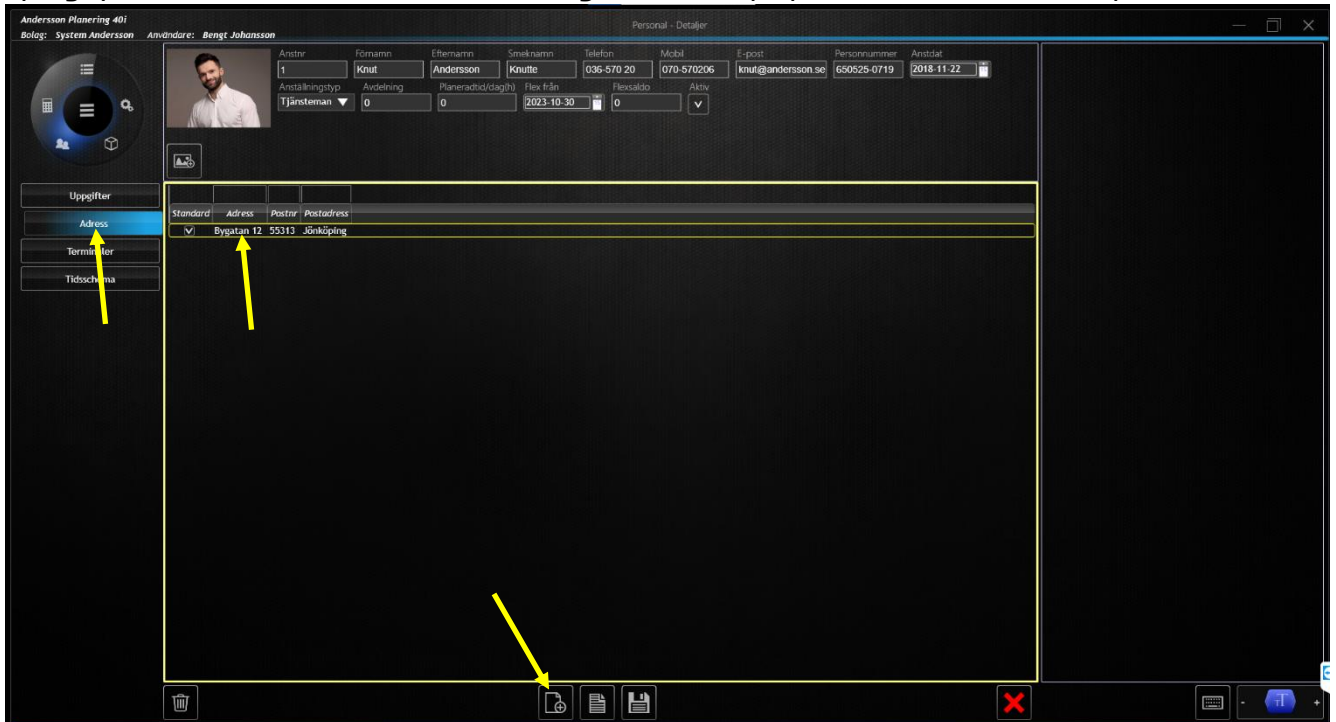 Andersson Planering 40i
Bolag: System Andersson Användare: Bengt Johansson
Personal - Detaljer
Anstnr Förnamn Efternamn Smeknamn Telefon Mobil E-post Personnummer Anstdat
1 Knut Andersson Knutte 036-570 20 070-570206 knut@andersson.se 650525-0719 2018-11-22
Anställningstyp Avdelning Planeradtid/dag(h) Flex från Flexsaldo Aktiv
Tjänsteman 0 0 2023-10-30 0
Uppgifter
Adress
Terminaler
Tidsschema
Standard Adress Postnr Postadress
Bygatan 12 55313 Jönköping
- TT +